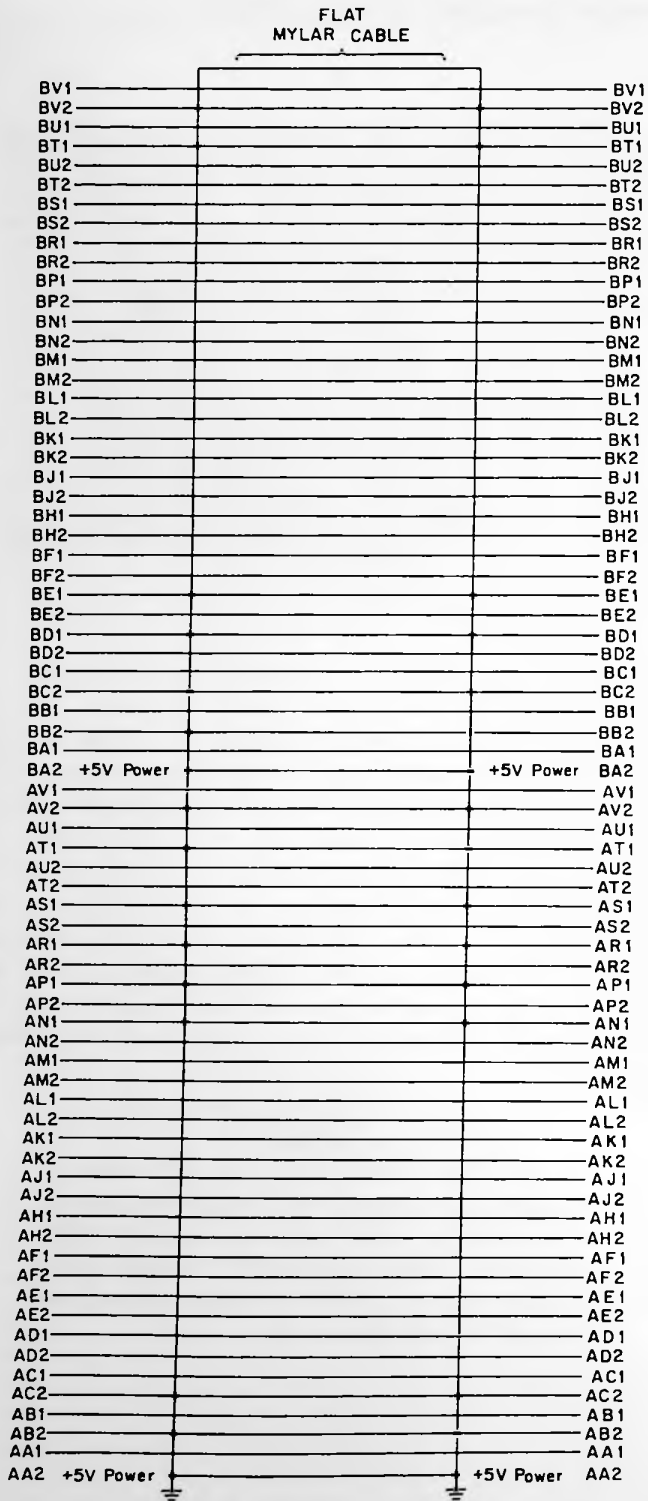 FLAT
MYLAR CABLE
BV1 BV1
BV2 BV2
BU1 BU1
BT1 BT1
BU2 BU2
BT2 BT2
BS1 BS1
BS2 BS2
BR1 BR1
BR2 BR2
BP1 BP1
BP2 BP2
BN1 BN1
BN2 BN2
BM1 BM1
BM2 BM2
BL1 BL1
BL2 BL2
BK1 BK1
BK2 BK2
BJ1 BJ1
BJ2 BJ2
BH1 BH1
BH2 BH2
BF1 BF1
BF2 BF2
BE1 BE1
BE2 BE2
BD1 BD1
BD2 BD2
BC1 BC1
BC2 BC2
BB1 BB1
BB2 BB2
BA1 BA1
BA2 +5V Power +5V Power BA2
AV1 AV1
AV2 AV2
AU1 AU1
AT1 AT1
AU2 AU2
AT2 AT2
AS1 AS1
AS2 AS2
AR1 AR1
AR2 AR2
AP1 AP1
AP2 AP2
AN1 AN1
AN2 AN2
AM1 AM1
AM2 AM2
AL1 AL1
AL2 AL2
AK1 AK1
AK2 AK2
AJ1 AJ1
AJ2 AJ2
AH1 AH1
AH2 AH2
AF1 AF1
AF2 AF2
AE1 AE1
AE2 AE2
AD1 AD1
AD2 AD2
AC1 AC1
AC2 AC2
AB1 AB1
AB2 AB2
AA1 AA1
AA2 +5V Power +5V Power AA2